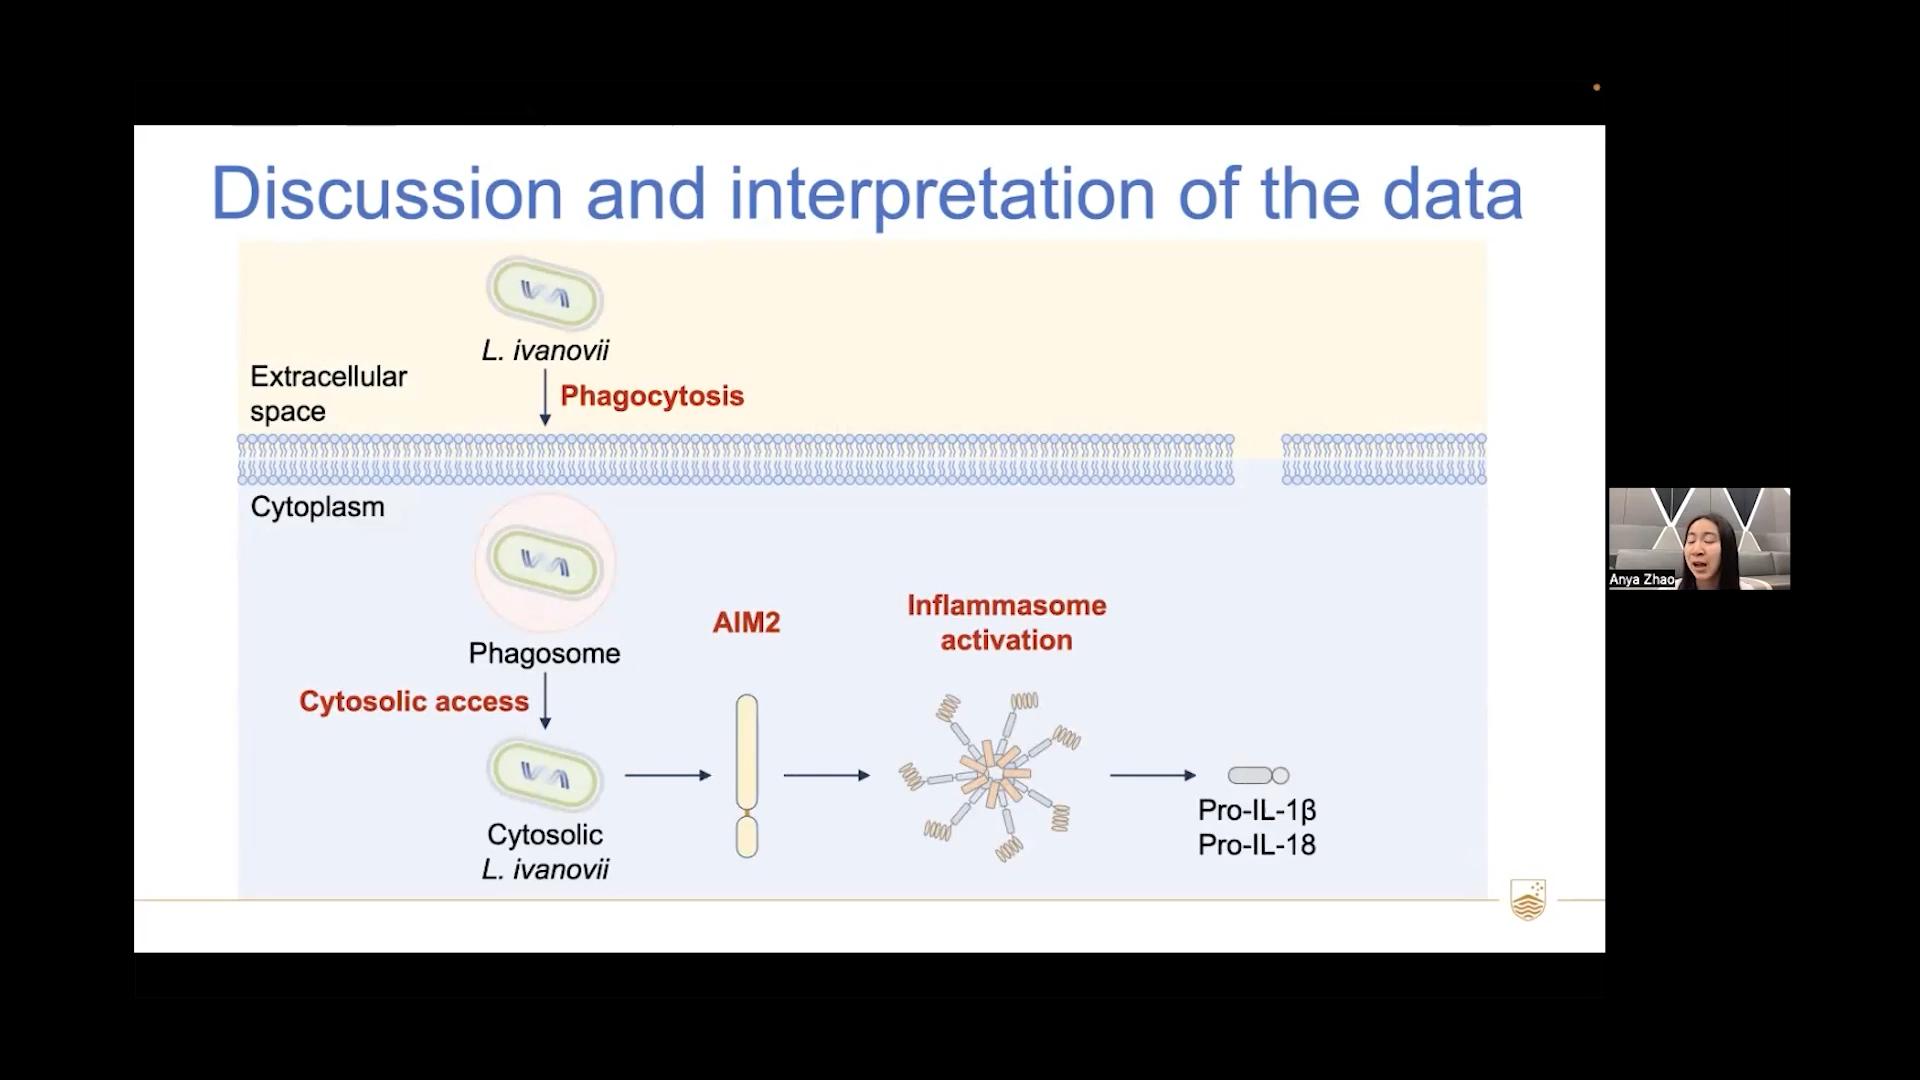 Discussion and interpretation of the data
L. ivanovii
Extracellular
space
Phagocytosis
Cytoplasm
Phagosome
AIM2
Inflammasome
activation
Cytosolic access
Cytosolic
L. ivanovii
Pro-IL-1β
Pro-IL-18
Anya Zhao